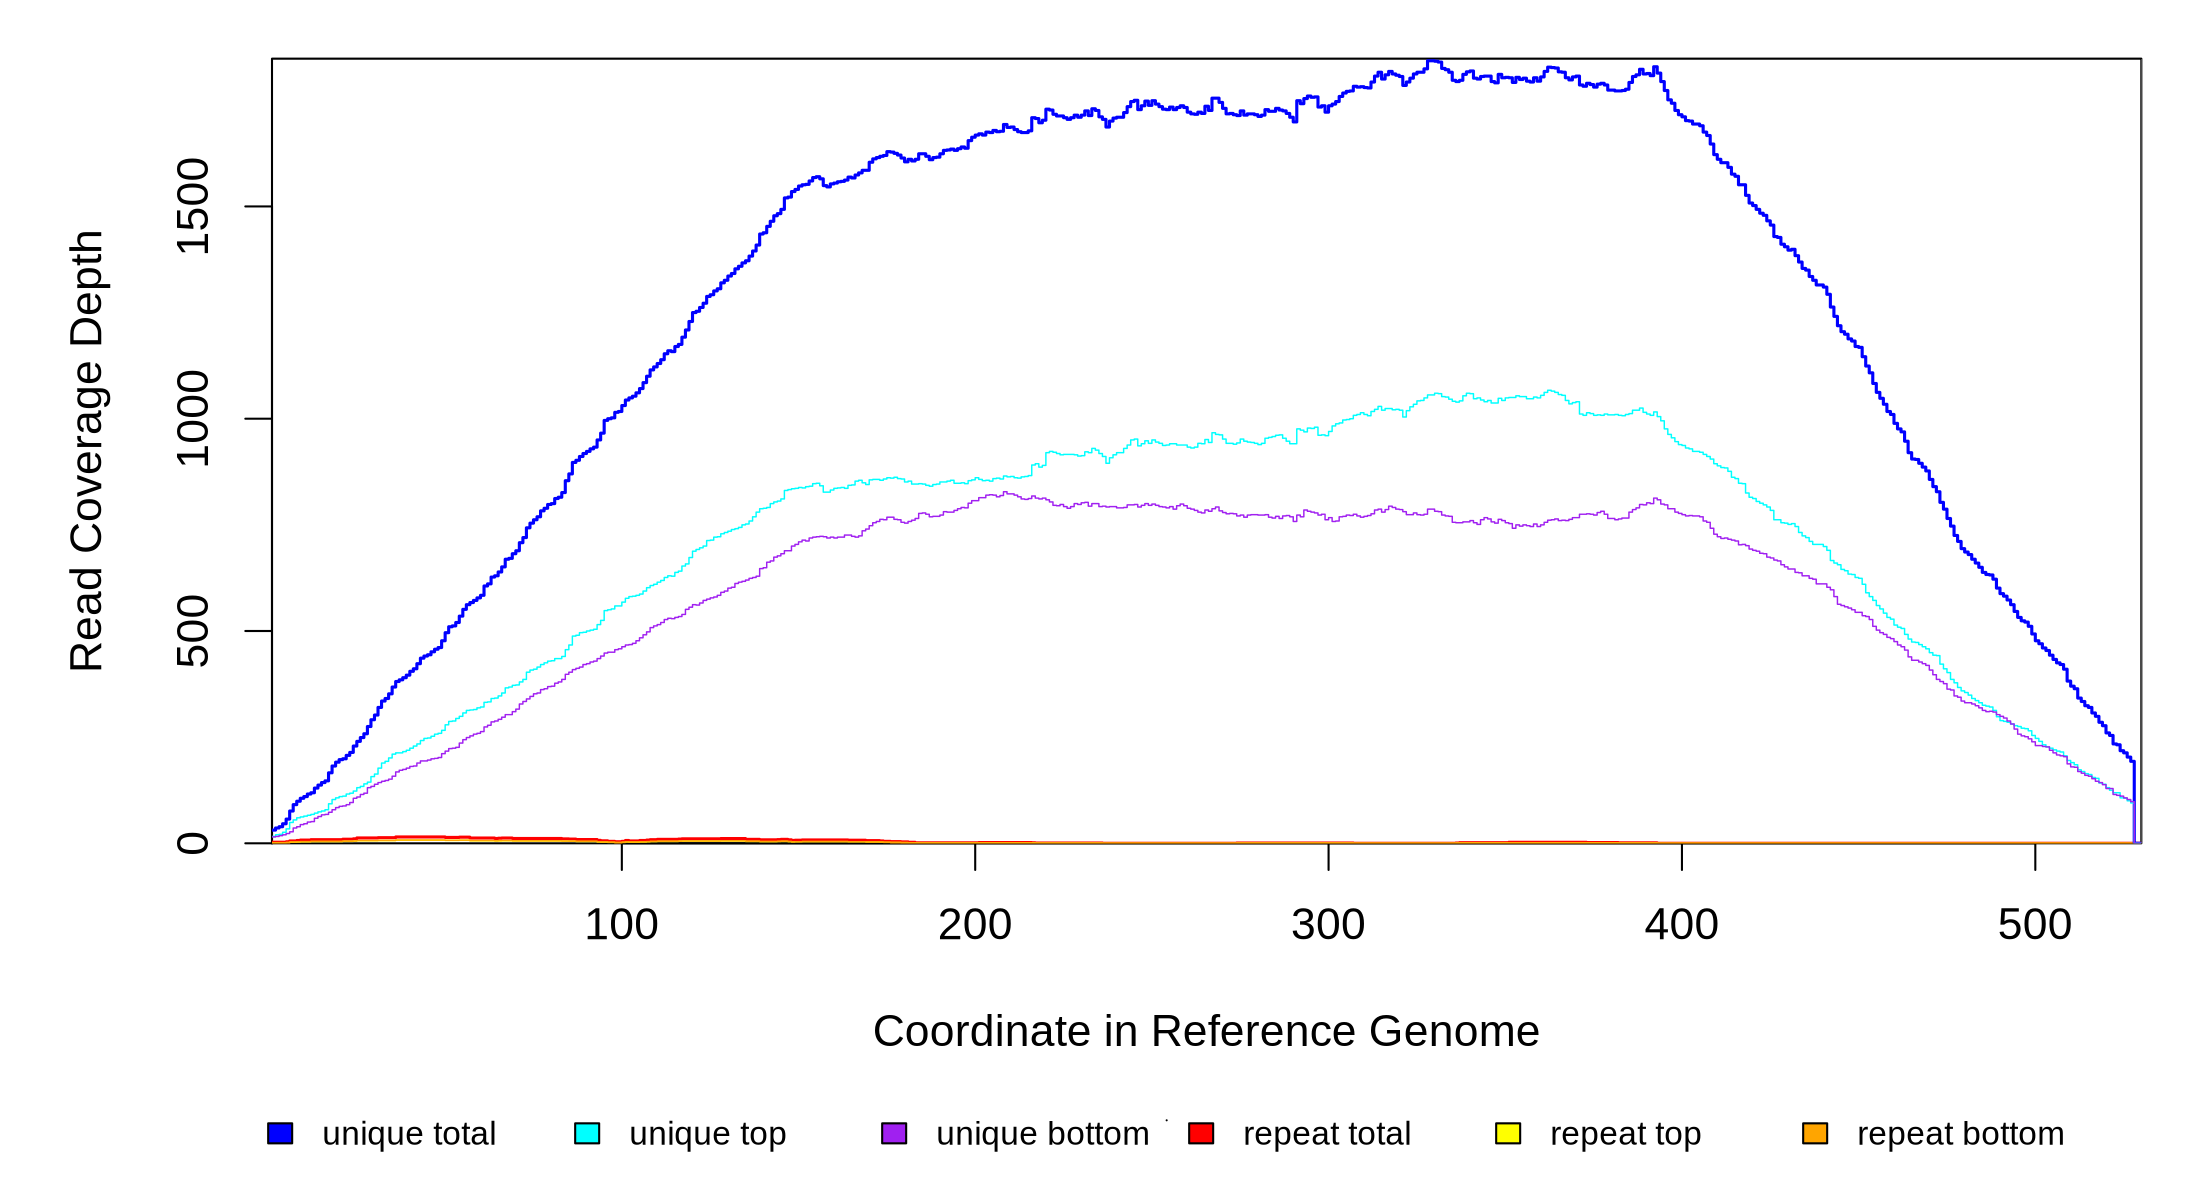 1500
1000
500
0
Read Coverage Depth
100 200 300 400 500
Coordinate in Reference Genome
unique total unique top unique bottom repeat total repeat top repeat bottom